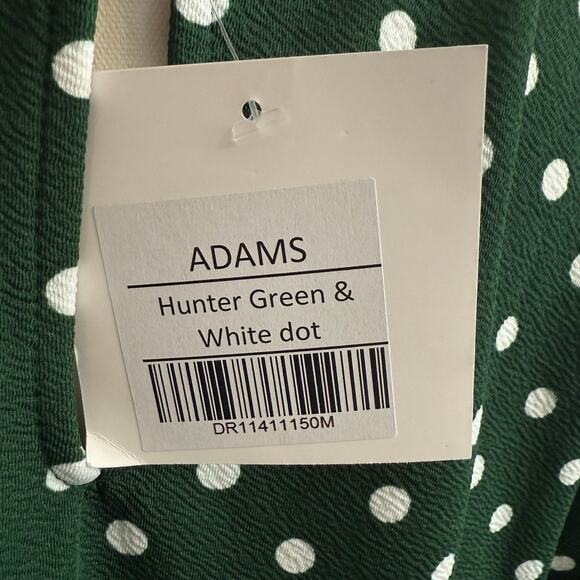 ADAMS
Hunter Green &
White dot
DR11411150M